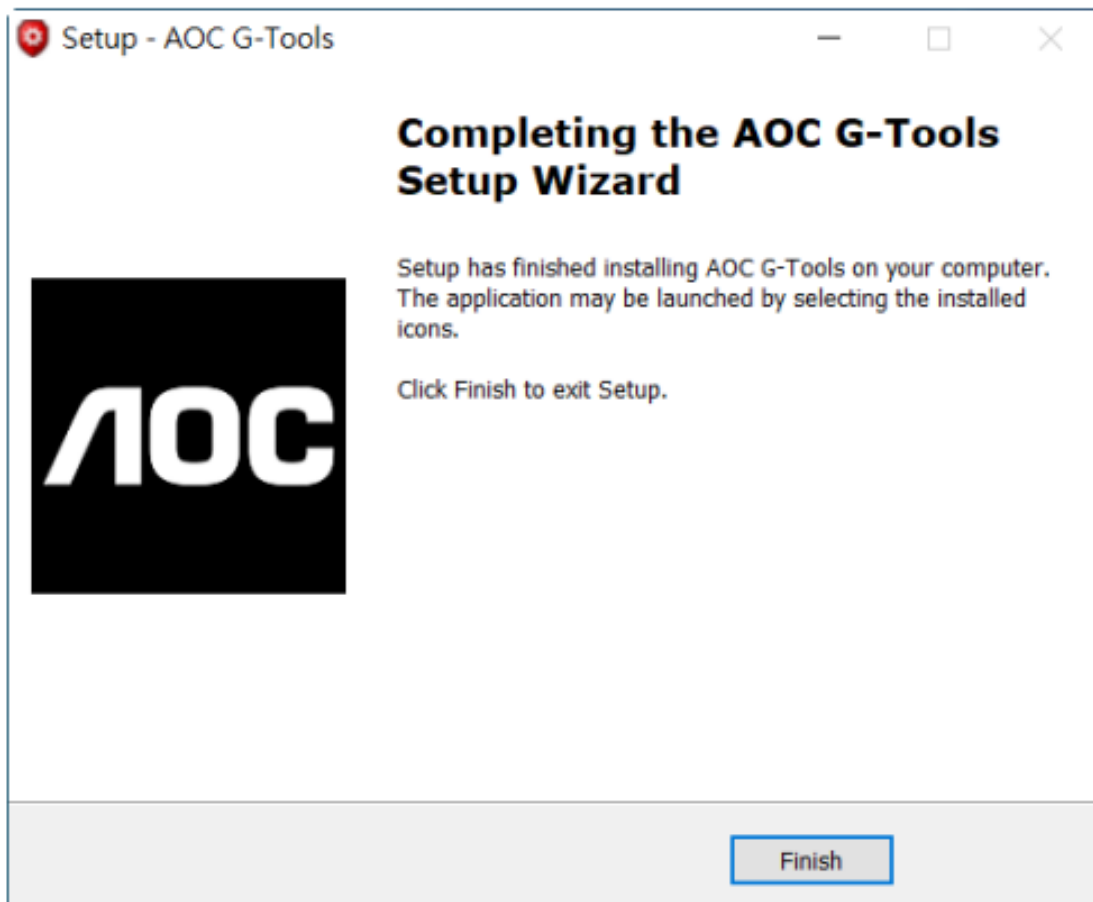 Setup - AOC G-Tools
Completing the AOC G-Tools
Setup Wizard
Setup has finished installing AOC G-Tools on your computer.
The application may be launched by selecting the installed
icons.
Click Finish to exit Setup.
AOC
Finish